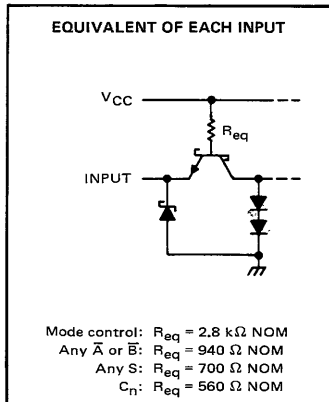 EQUIVALENT OF EACH INPUT
VCC
Req
INPUT
Mode control: Req = 2.8 kΩ NOM
Any A̅ or B̅: Req = 940 Ω NOM
Any S: Req = 700 Ω NOM
Cn: Req = 560 Ω NOM